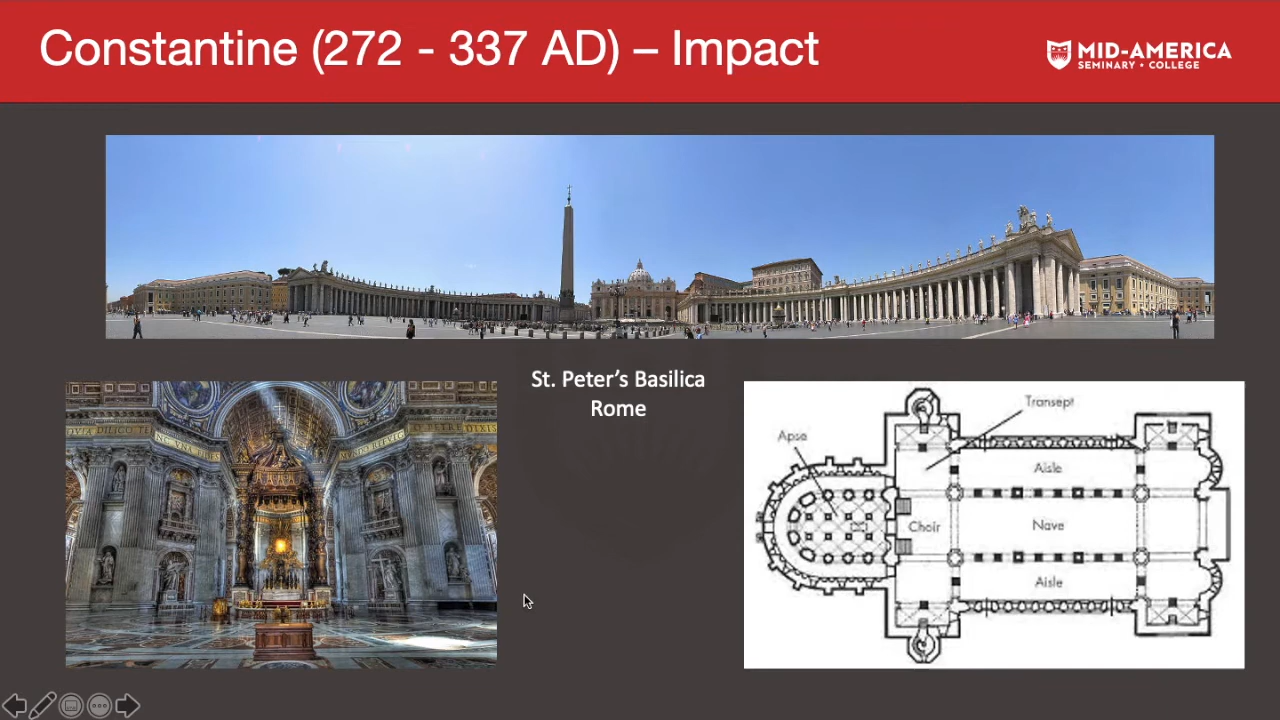 Constantine (272 - 337 AD) – Impact
MID-AMERICA
SEMINARY • COLLEGE
St. Peter’s Basilica
Rome
Transept
Apse
Aisle
Choir
Nave
Aisle